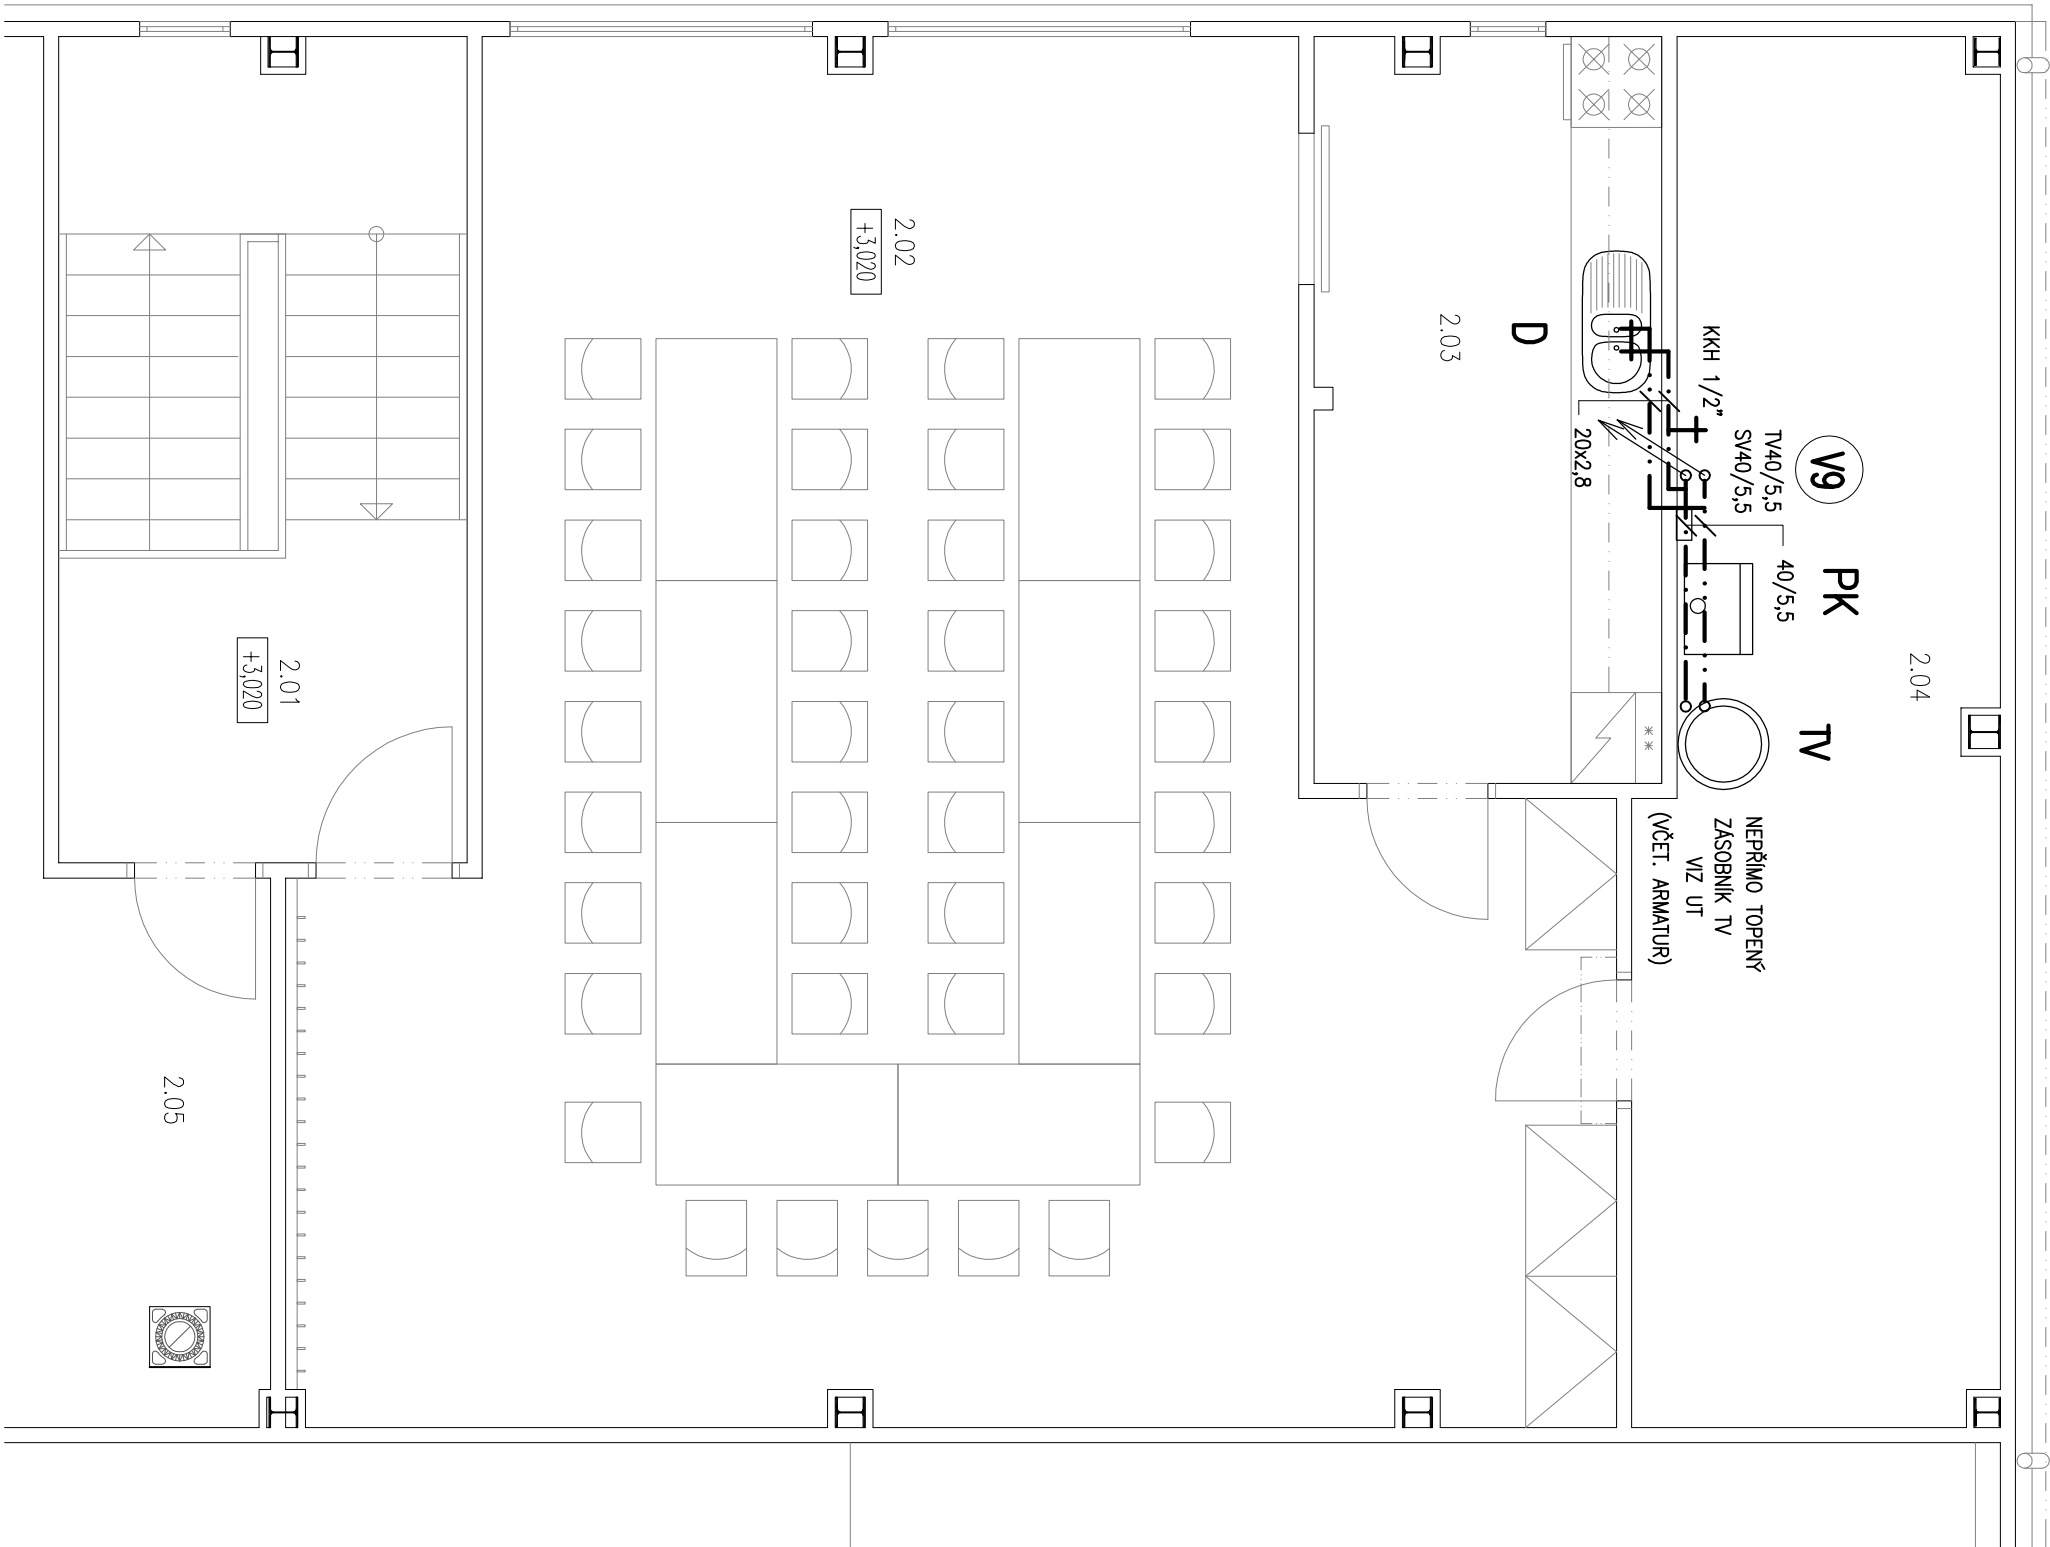 2.02
+3,020
2.03
D
KKH 1/2"
TV40/5,5
SV40/5,5
20x2,8
V9
PK
40/5,5
2.04
TV
NEPŘÍMO TOPENÝ
ZÁSOBNÍK TV
VIZ UT
(VČET. ARMATUR)
2.01
+3,020
2.05
**